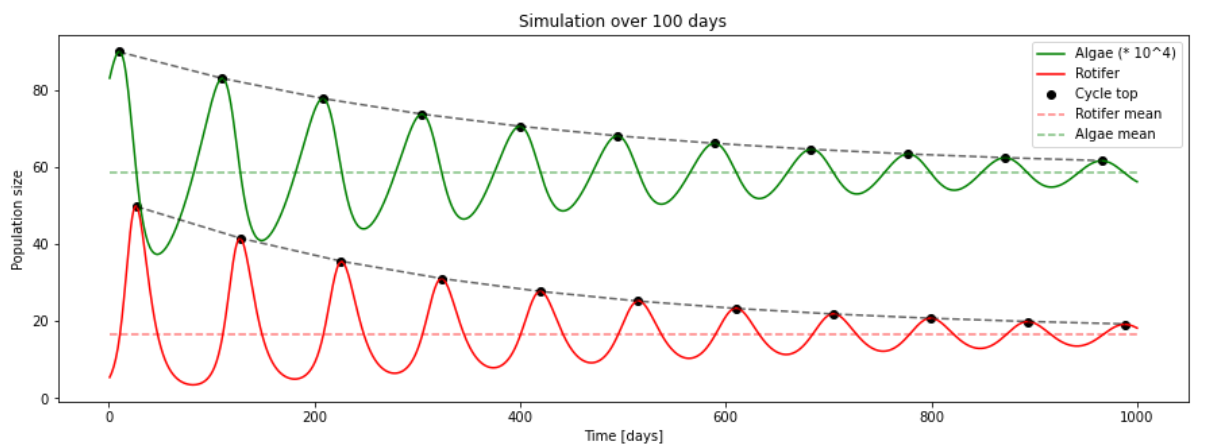 Simulation over 100 days
Algae (* 10^4)
Rotifer
Cycle top
Rotifer mean
Algae mean
Population size
80
60
40
20
0
0 200 400 600 800 1000
Time [days]